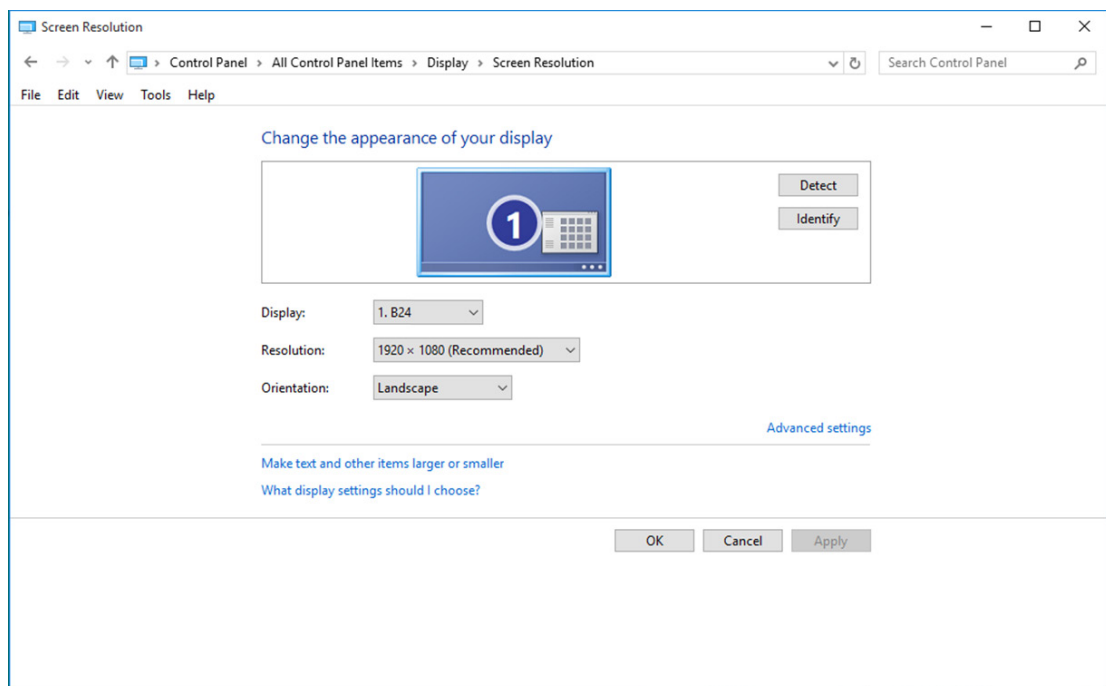 Screen Resolution
Control Panel > All Control Panel Items > Display > Screen Resolution
Search Control Panel
File Edit View Tools Help
Change the appearance of your display
1
Detect
Identify
Display: 1. B24
Resolution: 1920 × 1080 (Recommended)
Orientation: Landscape
Advanced settings
Make text and other items larger or smaller
What display settings should I choose?
OK Cancel Apply